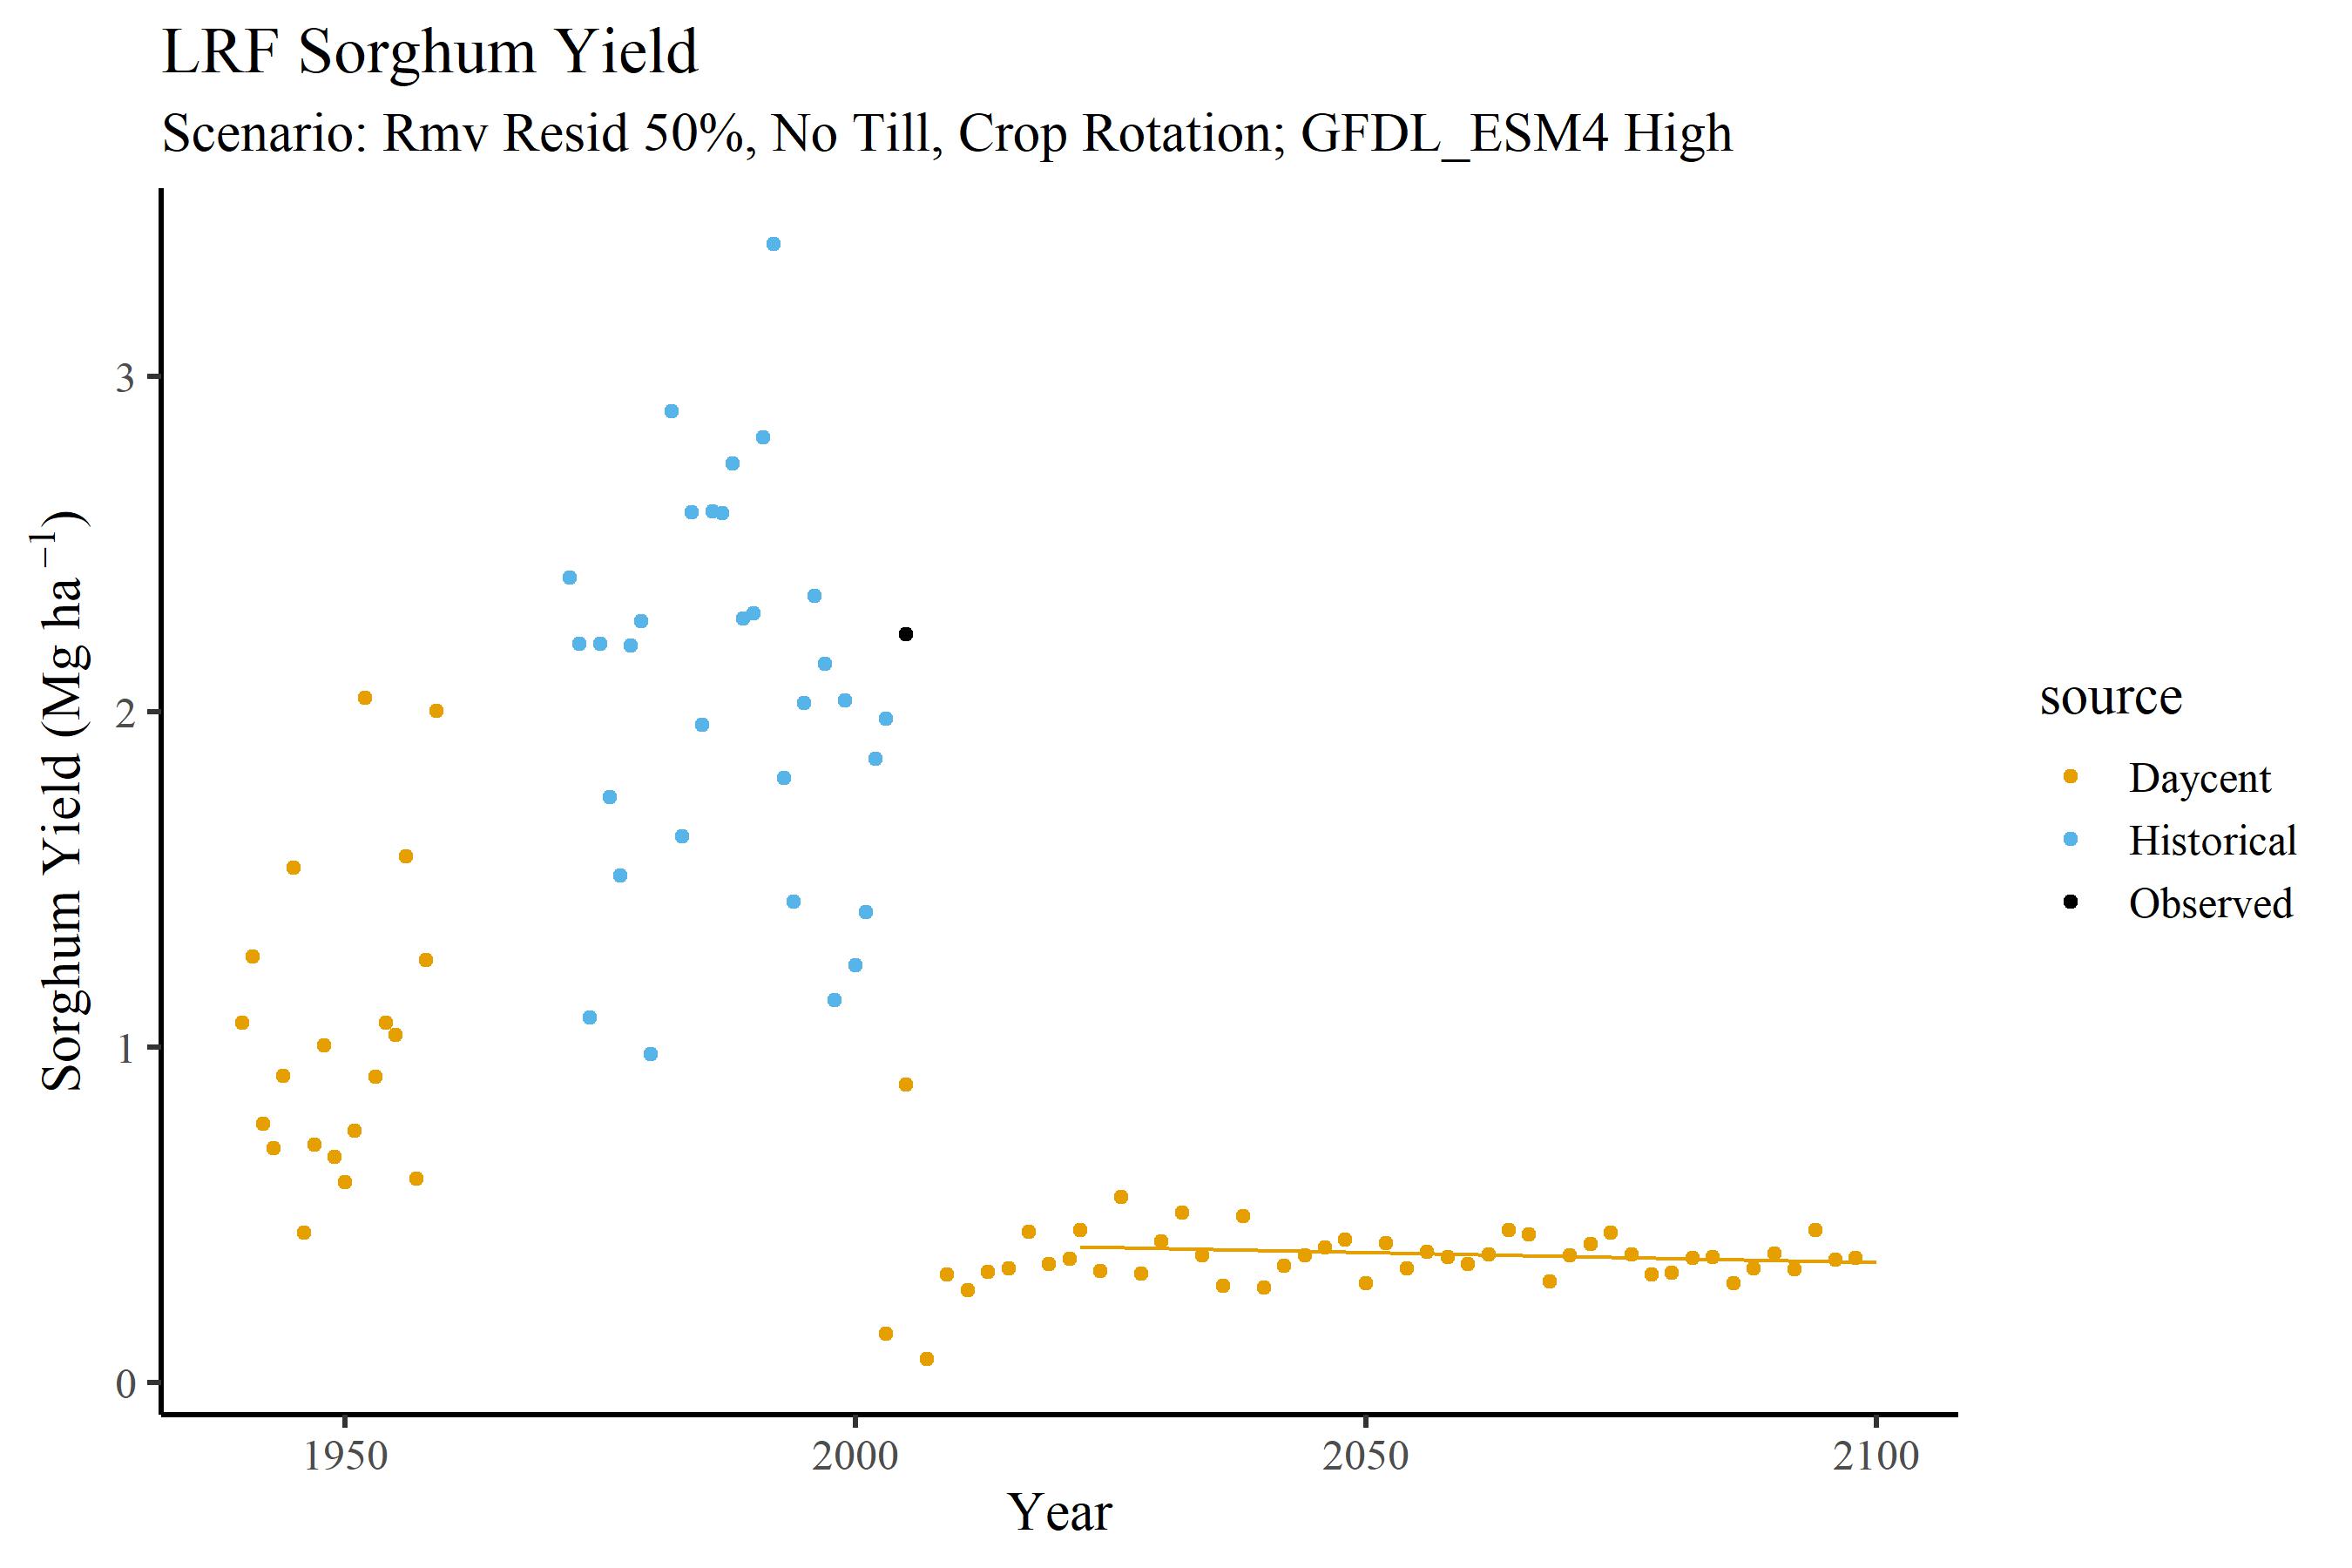 LRF Sorghum Yield
Scenario: Rmv Resid 50%, No Till, Crop Rotation; GFDL_ESM4 High
Sorghum Yield (Mg ha⁻¹)
3
2
1
0
1950 2000 2050 2100
Year
source
Daycent
Historical
Observed